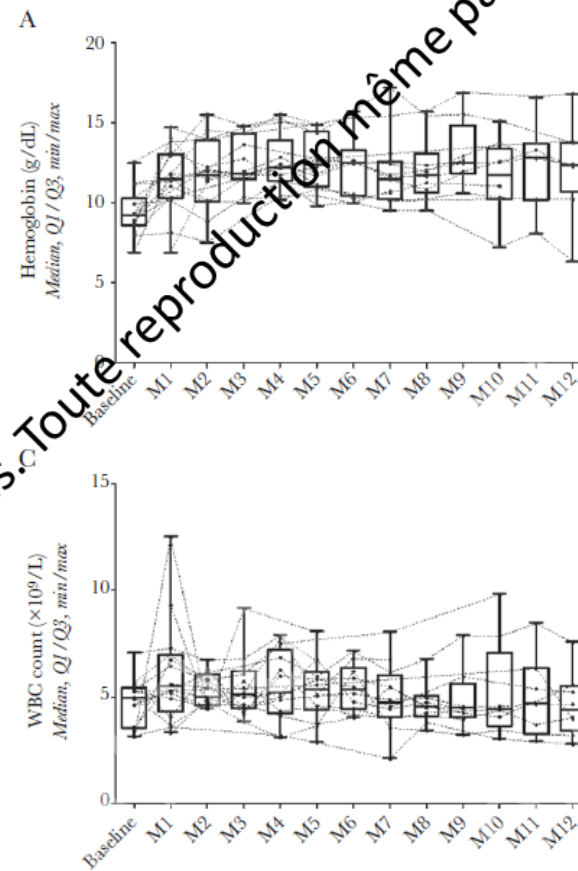 A
Hemoglobin (g/dL)
Median, Q1/Q3, min/max
20
15
10
5
0
Baseline
M1
M2
M3
M4
M5
M6
M7
M8
M9
M10
M11
M12
s. Toute reproduction même pa
C
WBC count (×10⁹/L)
Median, Q1/Q3, min/max
15
10
5
0
Baseline
M1
M2
M3
M4
M5
M6
M7
M8
M9
M10
M11
M12